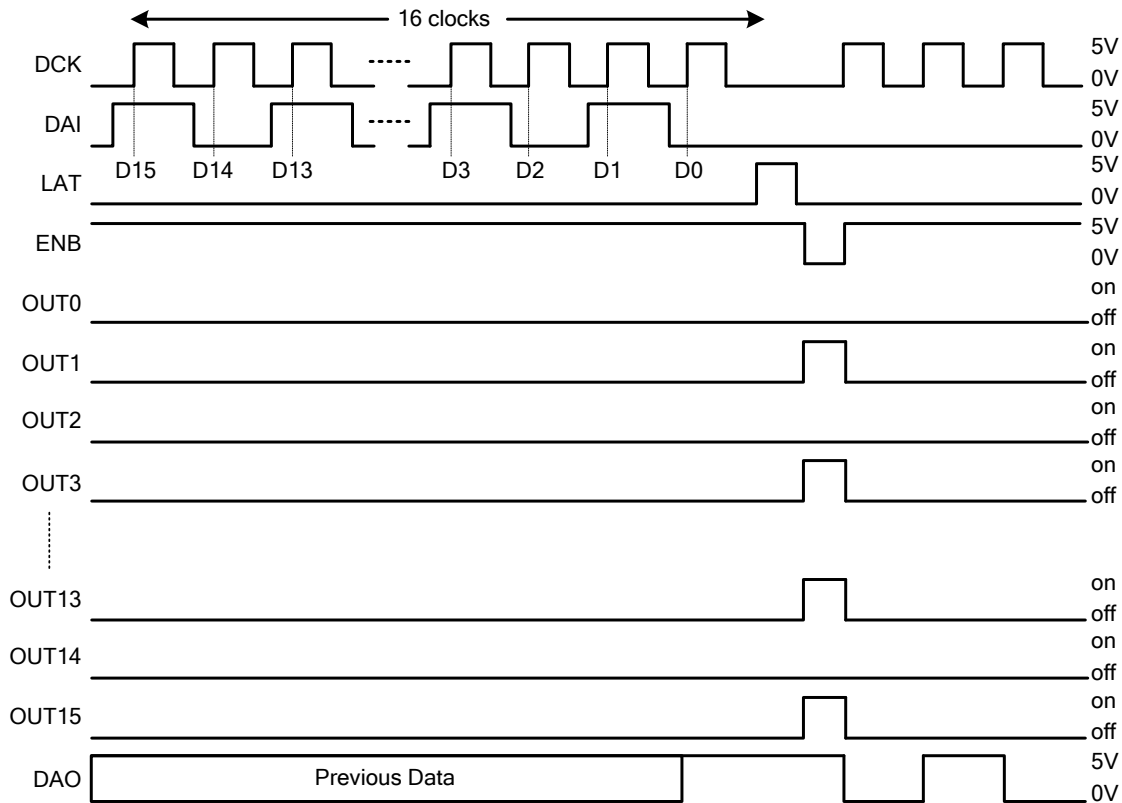 16 clocks
DCK 5V
0V
DAI 5V
0V
D15 D14 D13 D3 D2 D1 D0
LAT 5V
0V
ENB 5V
0V
OUT0 on
off
OUT1 on
off
OUT2 on
off
OUT3 on
off
OUT13 on
off
OUT14 on
off
OUT15 on
off
DAO Previous Data 5V
0V